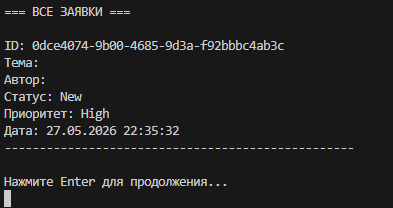 === ВСЕ ЗАЯВКИ ===
ID: 0dce4074-9b00-4685-9d3a-f92bbbc4ab3c
Тема:
Автор:
Статус: New
Приоритет: High
Дата: 27.05.2026 22:35:32
--------------------------------------------------
Нажмите Enter для продолжения...